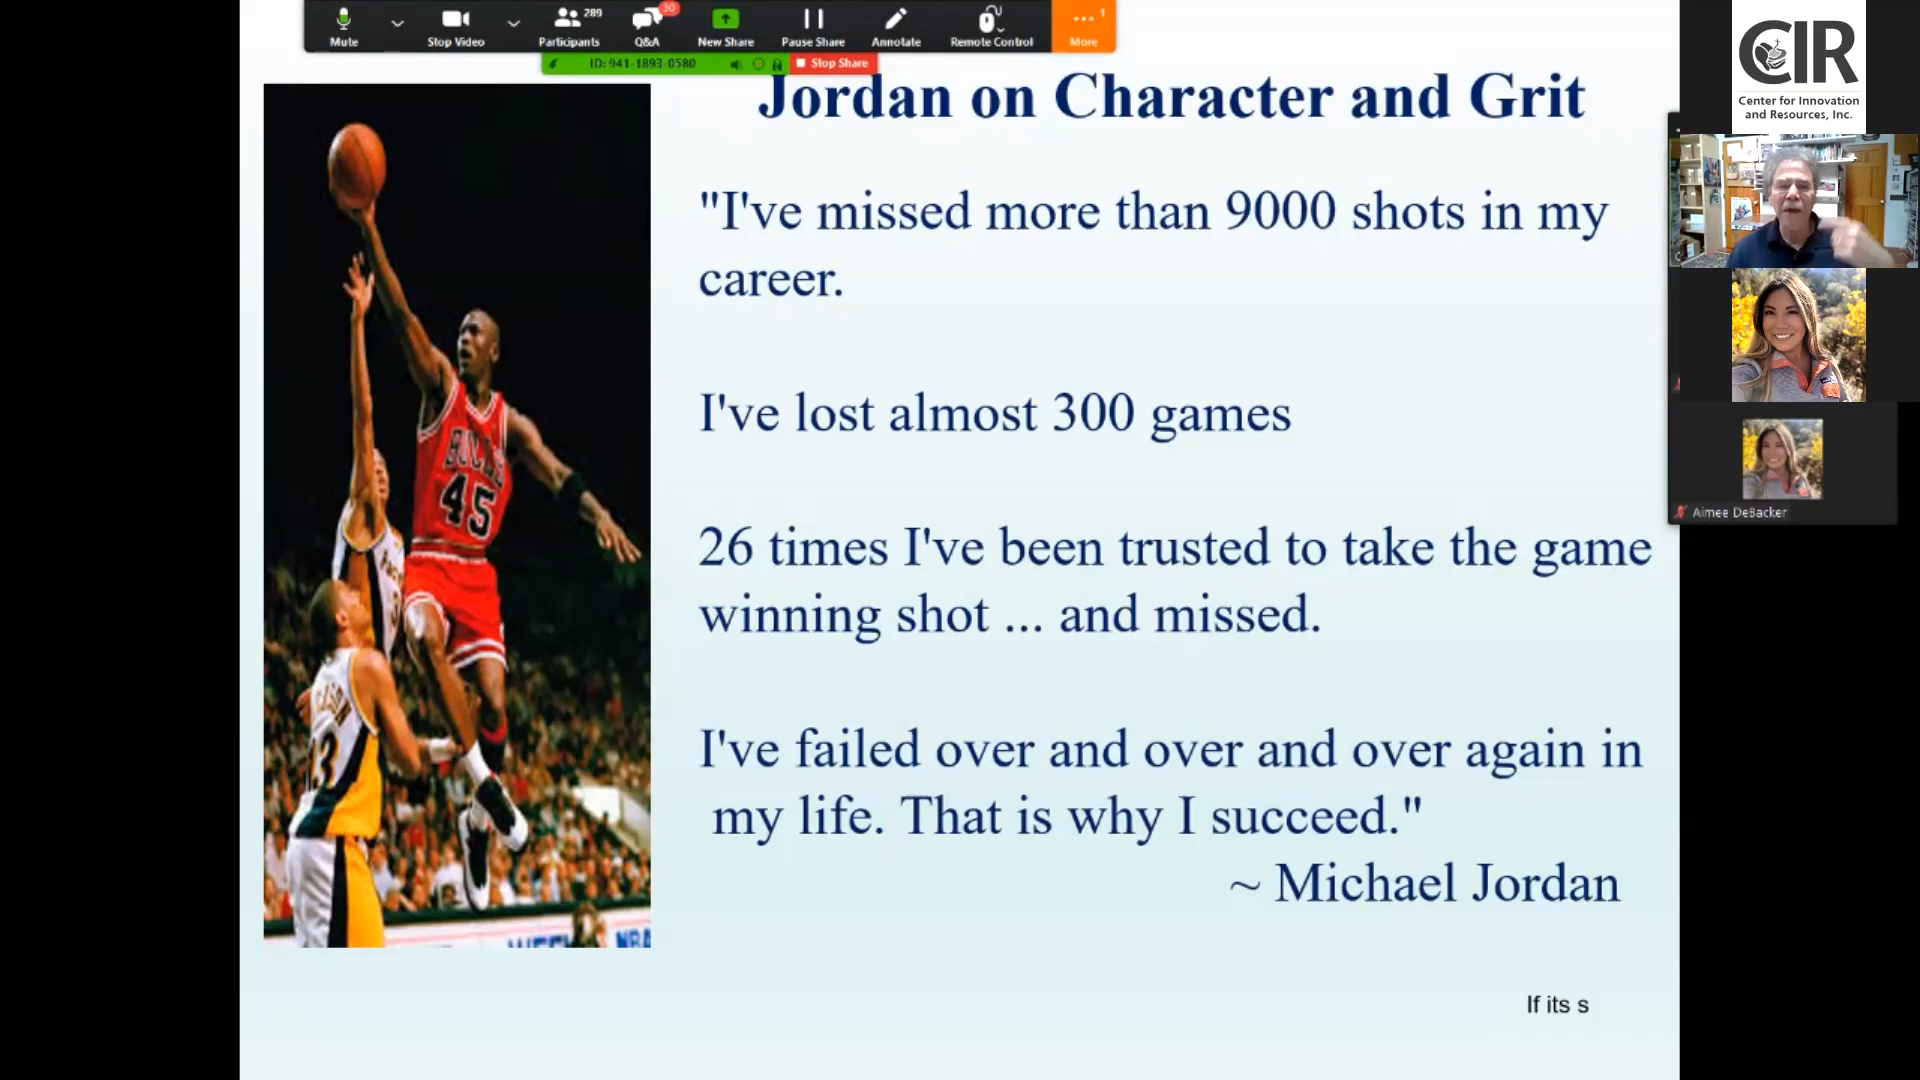 Mute
Stop Video
289
Participants
30
Q&A
New Share
Pause Share
Annotate
Remote Control
1
More
ID: 941-1893-0580
Stop Share
CIR
Center for Innovation
and Resources, Inc.
Jordan on Character and Grit
"I've missed more than 9000 shots in my
career.
I've lost almost 300 games
26 times I've been trusted to take the game
winning shot ... and missed.
I've failed over and over and over again in
my life. That is why I succeed."
~ Michael Jordan
BULLS
45
Aimee DeBacker
If its s